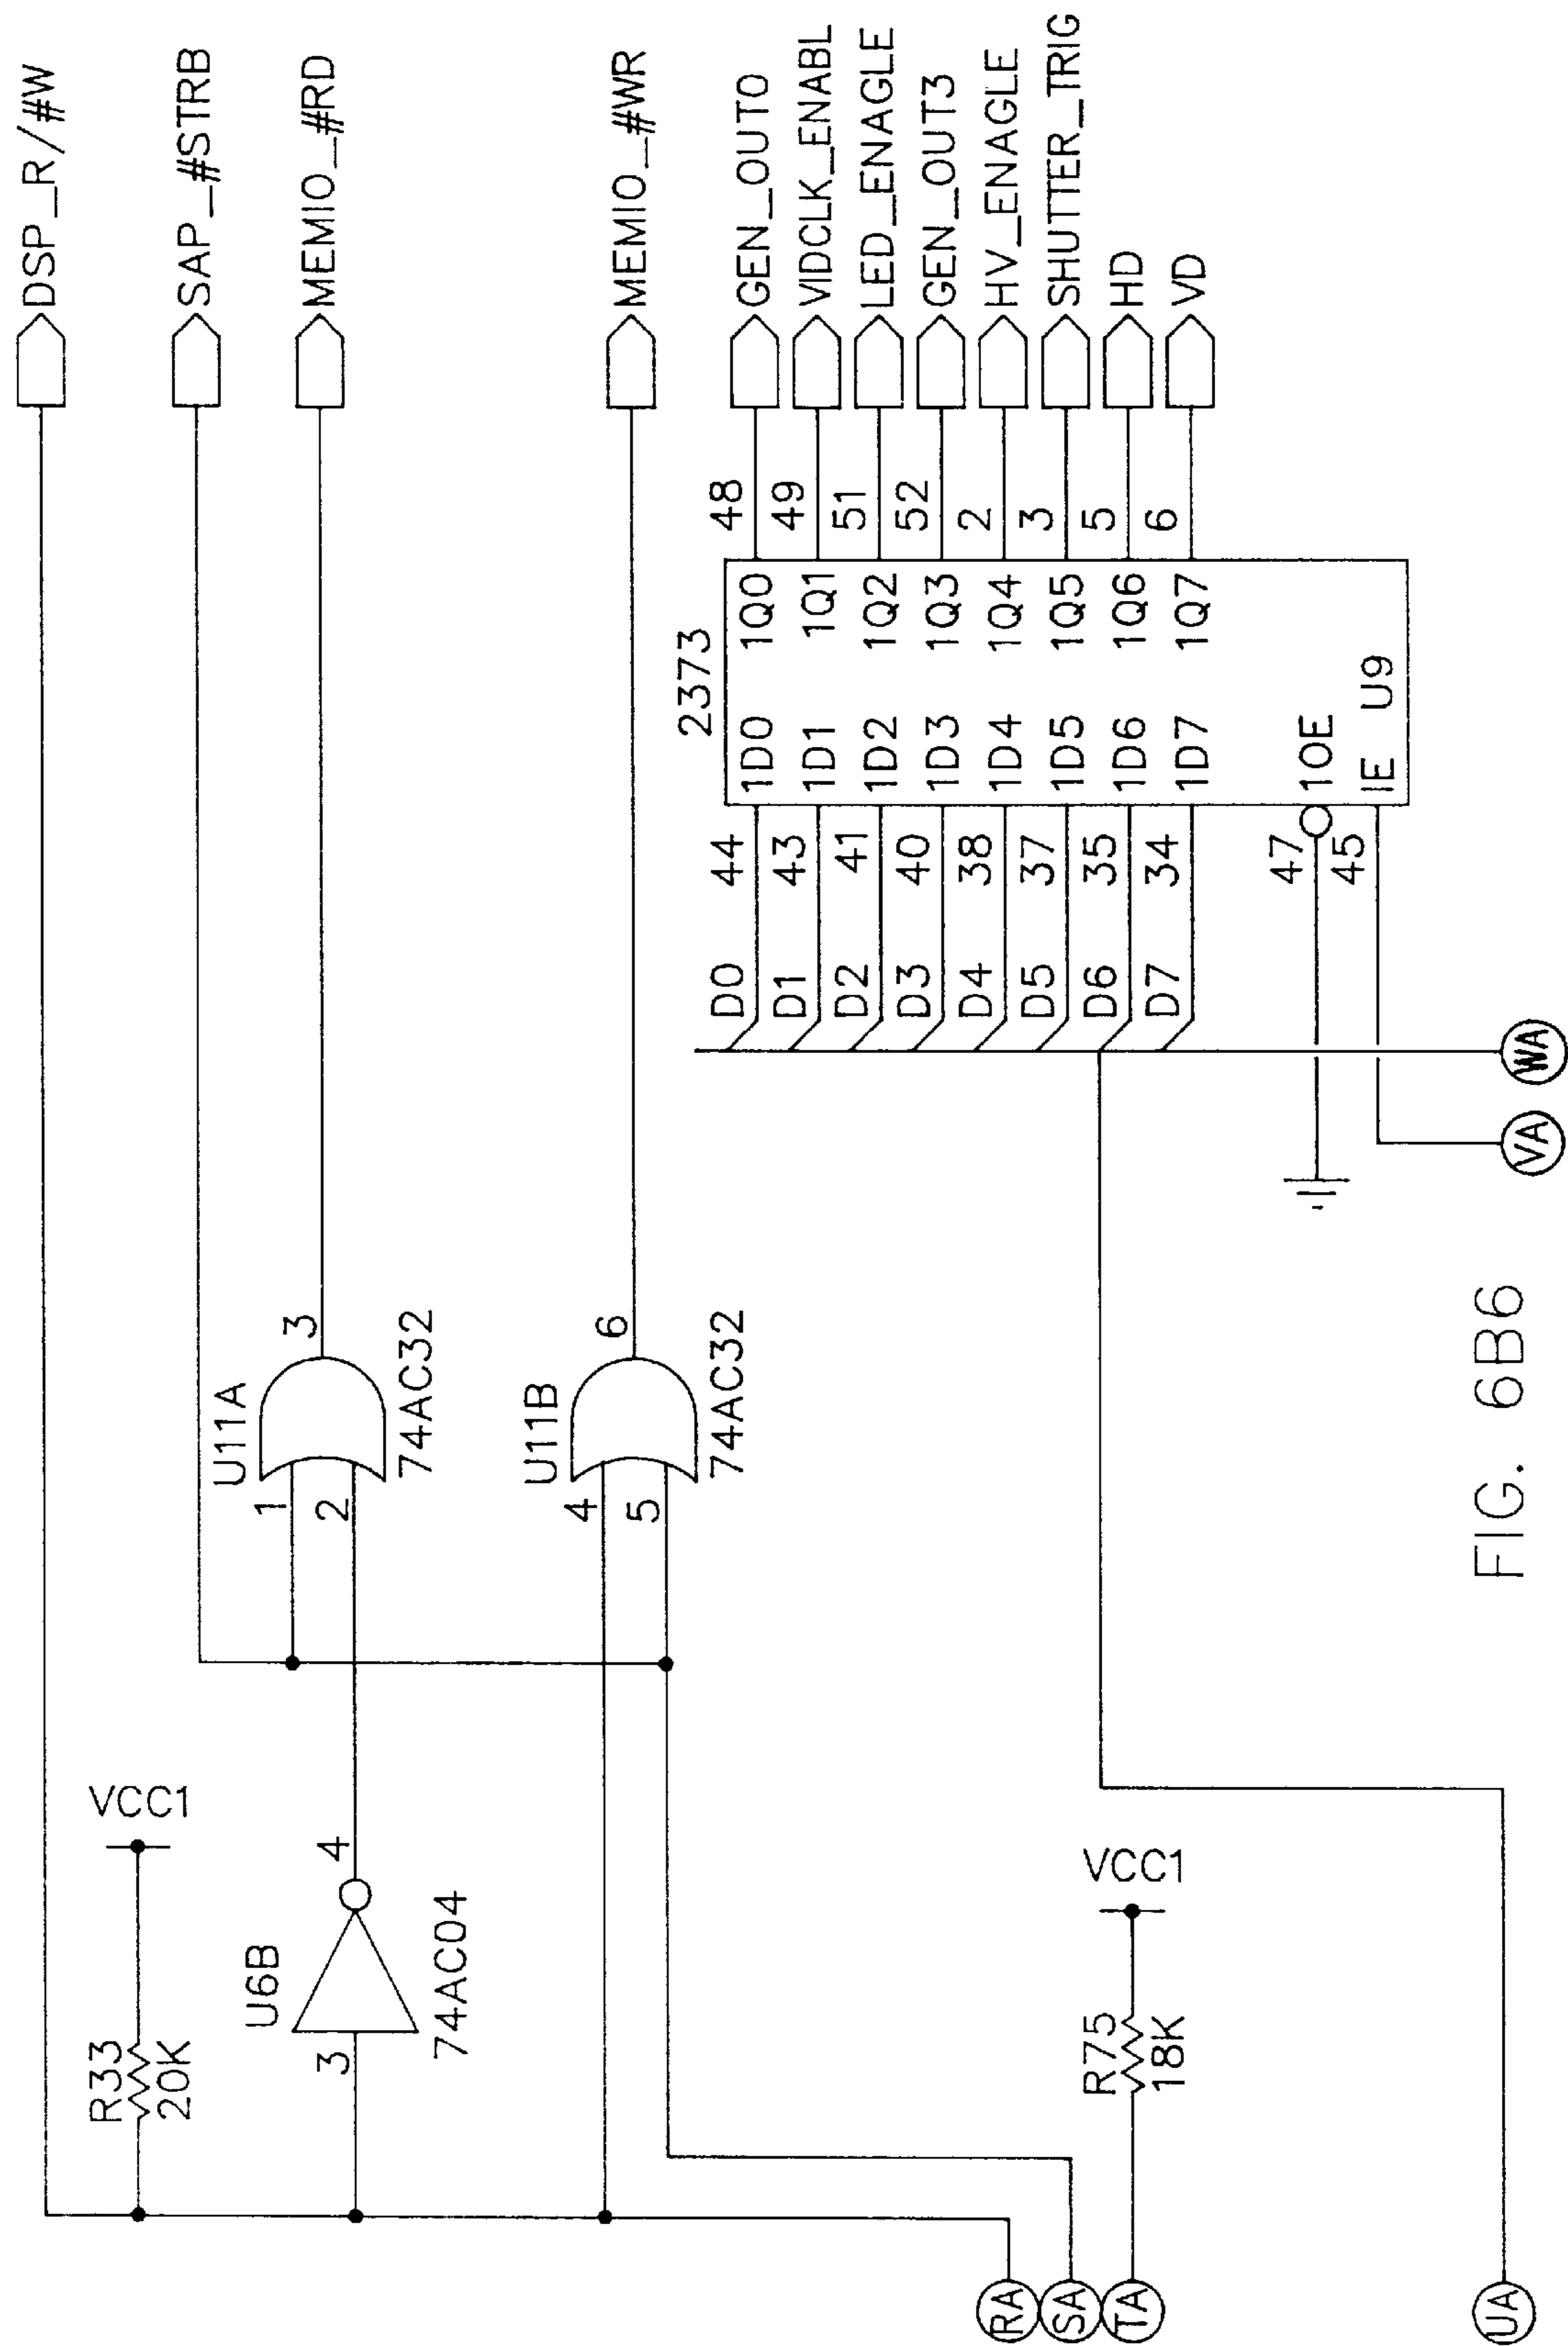 DSP_R/#W
SAP_#STRB
MEMIO_#RD
MEMIO_#WR
VCC1
R33
20K
U6B
3
4
74AC04
U11A
1
2
3
74AC32
U11B
4
5
6
74AC32
2373
D0 44 1D0 1Q0 48 GEN_OUT0
D1 43 1D1 1Q1 49 VIDCLK_ENABL
D2 41 1D2 1Q2 51 LED_ENAGLE
D3 40 1D3 1Q3 52 GEN_OUT3
D4 38 1D4 1Q4 2 HV_ENAGLE
D5 37 1D5 1Q5 3 SHUTTER_TRIG
D6 35 1D6 1Q6 5 HD
D7 34 1D7 1Q7 6 VD
47 1OE
45 IE U9
RA
SA
TA
R75
18K
VCC1
UA
VA
WA
FIG. 6B6